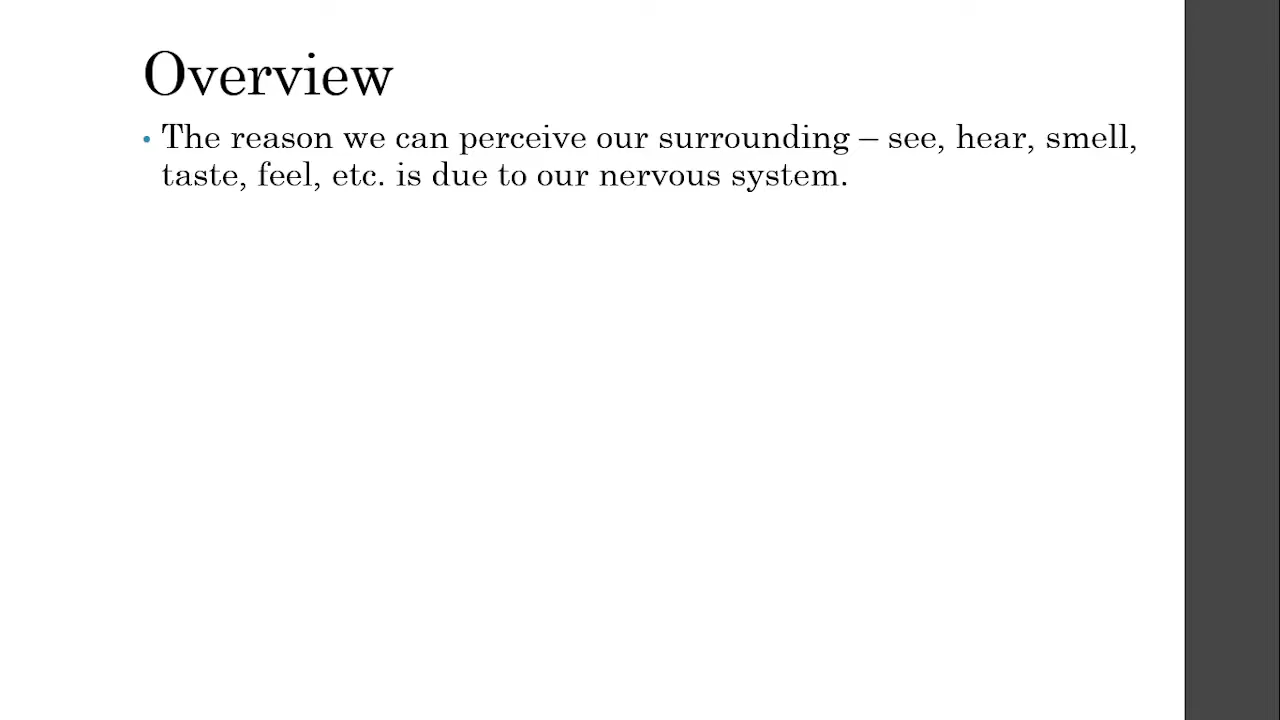 Overview
• The reason we can perceive our surrounding – see, hear, smell,
taste, feel, etc. is due to our nervous system.